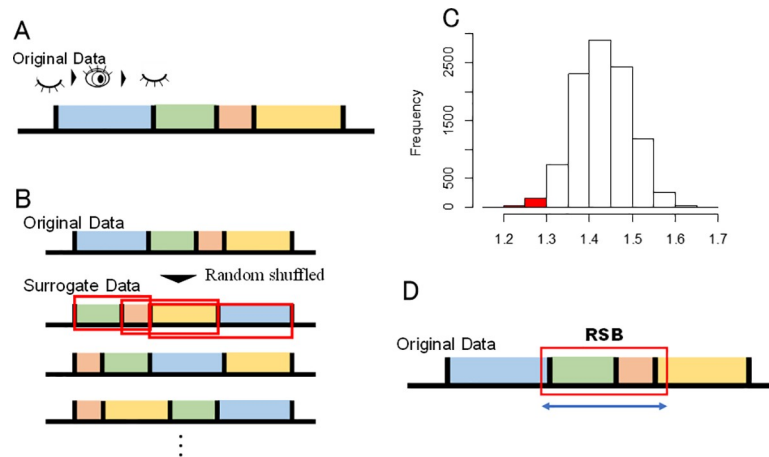 A
Original Data
B
Original Data
Random shuffled
Surrogate Data
⋮
C
Frequency
2500
1500
500
0
1.2 1.3 1.4 1.5 1.6 1.7
D
RSB
Original Data